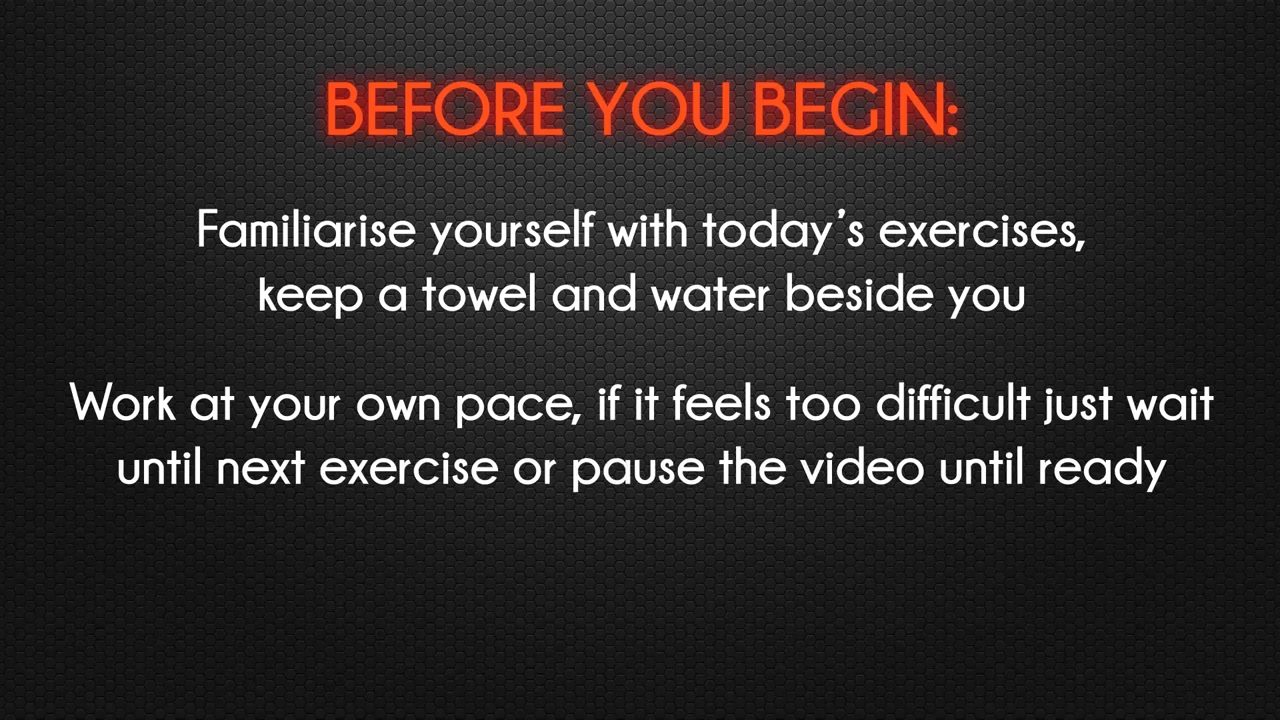 BEFORE YOU BEGIN:
Familiarise yourself with today's exercises,
keep a towel and water beside you
Work at your own pace, if it feels too difficult just wait
until next exercise or pause the video until ready